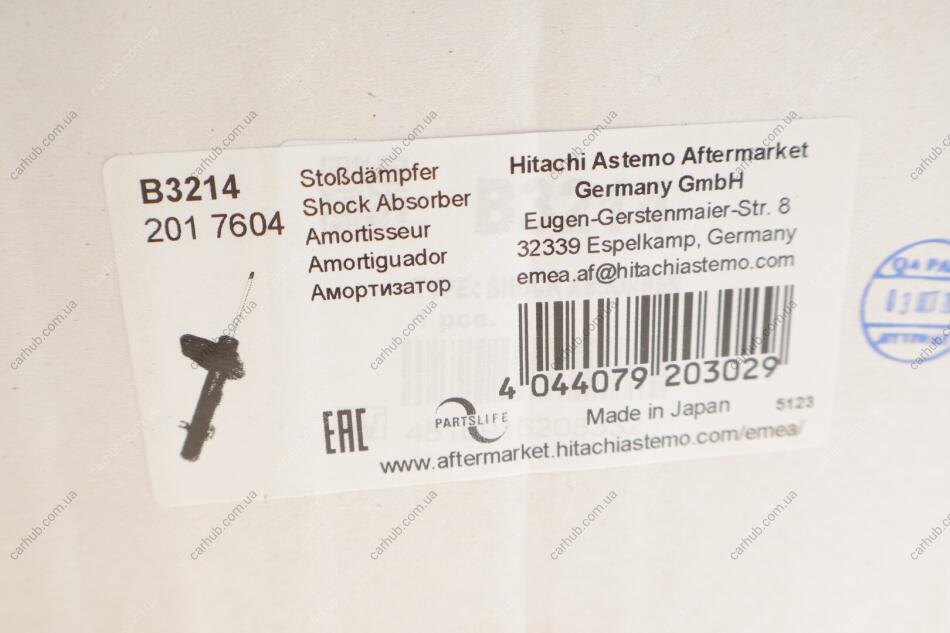 B3214
201 7604
Stoßdämpfer
Shock Absorber
Amortisseur
Amortiguador
Амортизатор
Hitachi Astemo Aftermarket
Germany GmbH
Eugen-Gerstenmaier-Str. 8
32339 Espelkamp, Germany
emea.af@hitachiastemo.com
4 044079 203029
EAC
PARTSLIFE
Made in Japan
5123
www.aftermarket.hitachiastemo.com/emea/
carhub.com.ua